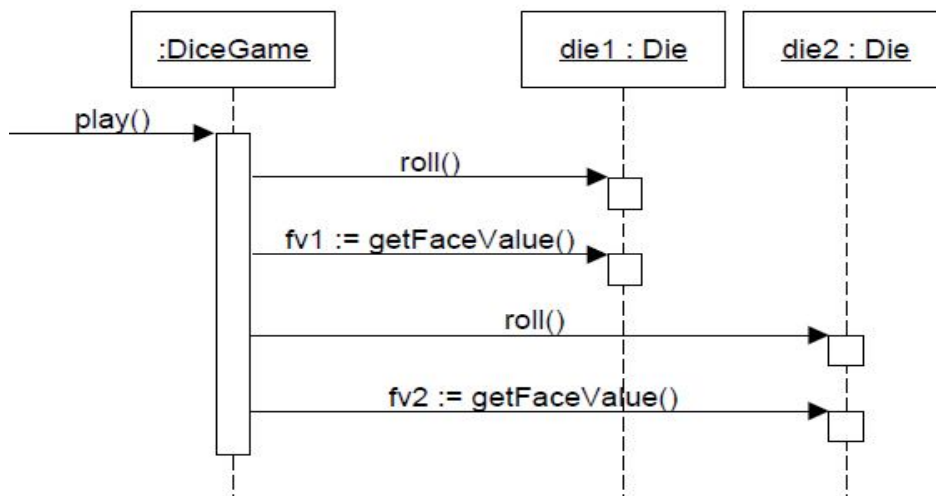 :DiceGame
die1 : Die
die2 : Die
play()
roll()
fv1 := getFaceValue()
roll()
fv2 := getFaceValue()